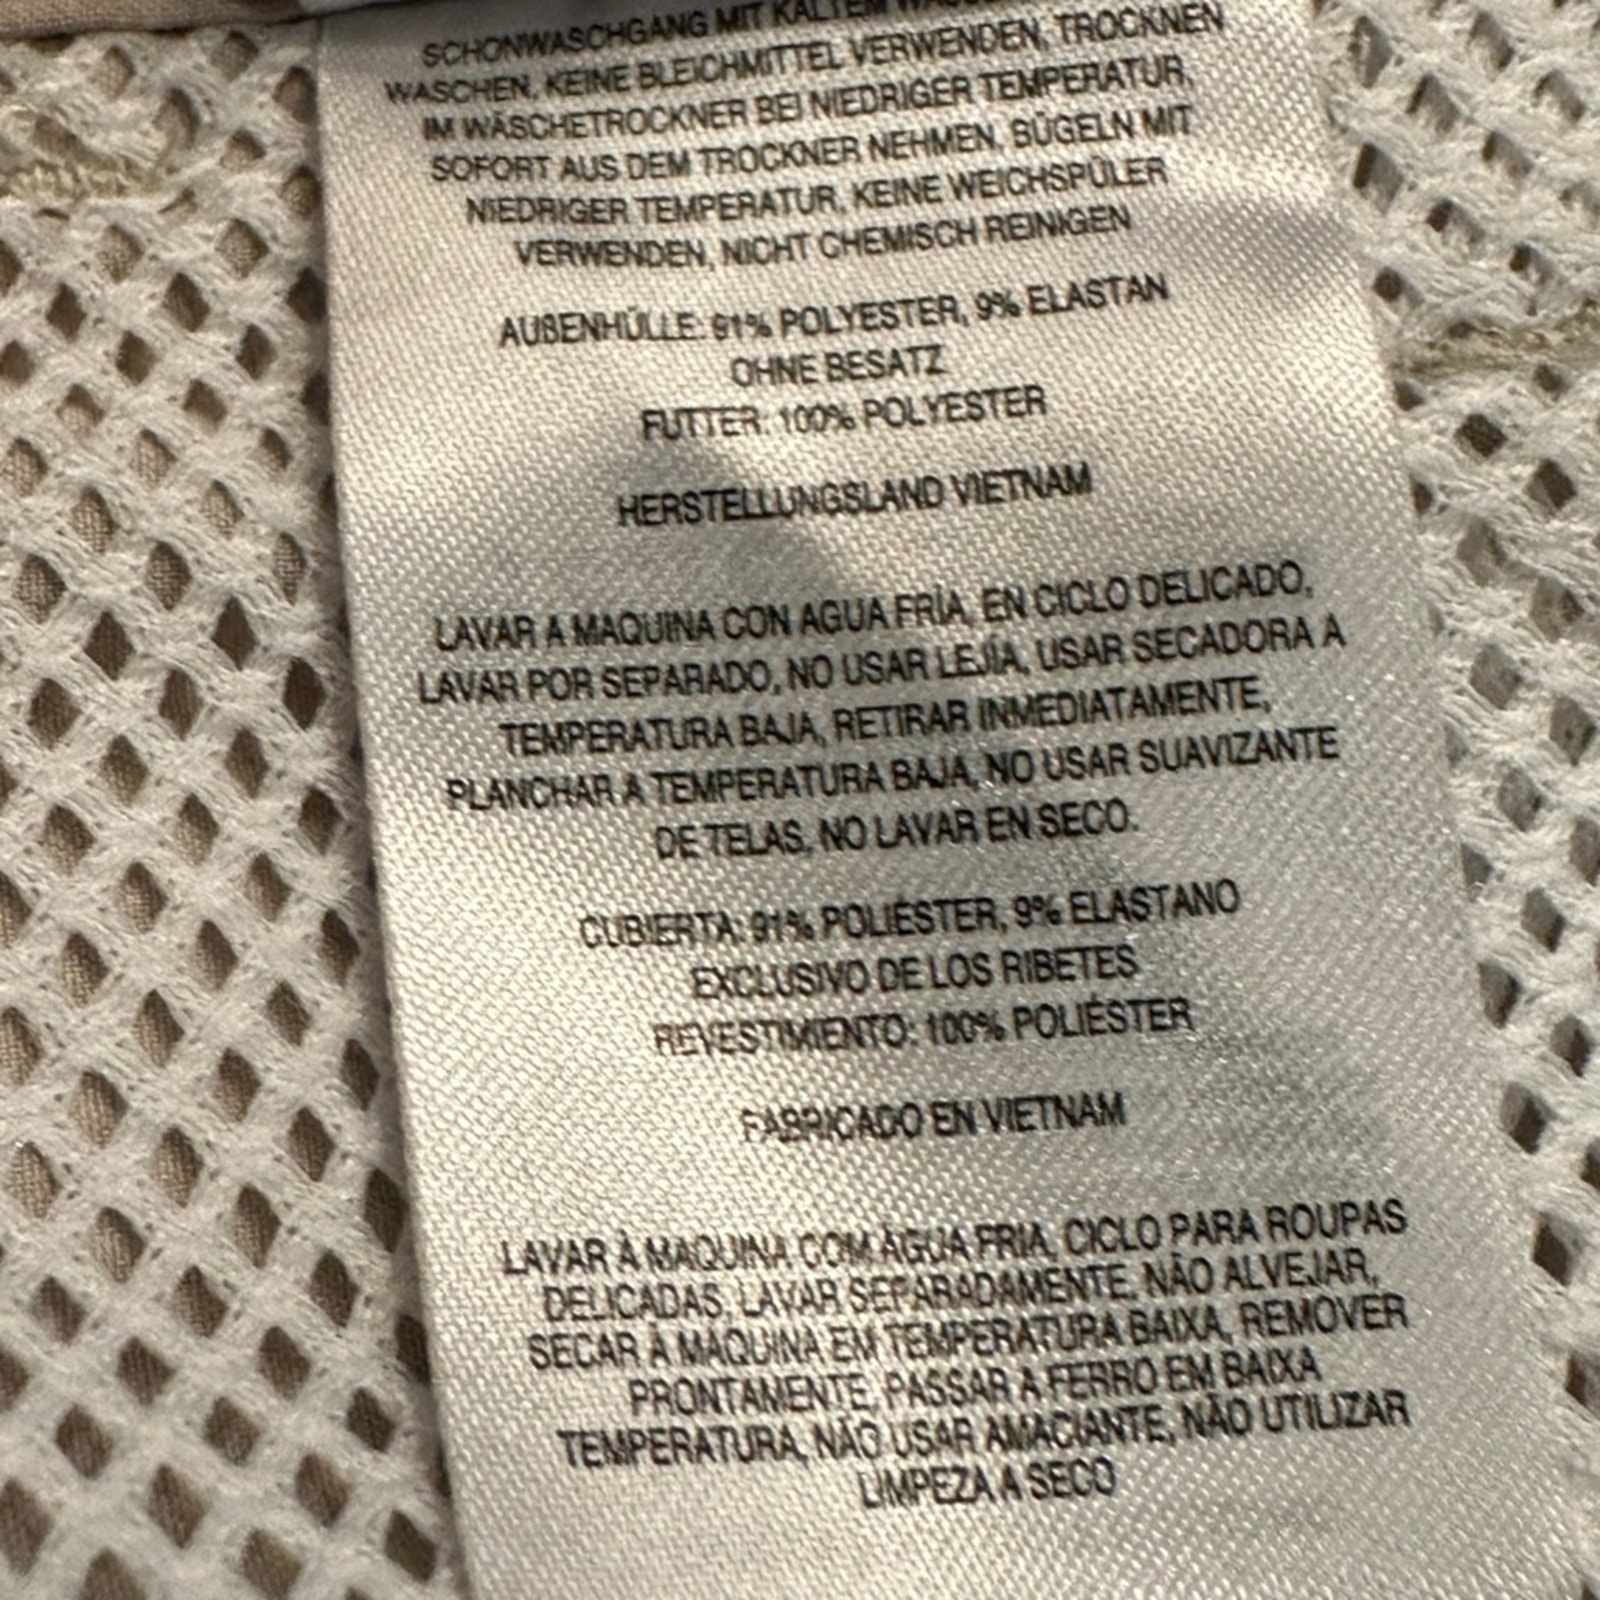 SCHONWASCHGANG MIT KALTEM
WASCHEN, KEINE BLEICHMITTEL VERWENDEN, TROCKNEN
IM WÄSCHETROCKNER BEI NIEDRIGER TEMPERATUR,
SOFORT AUS DEM TROCKNER NEHMEN, BÜGELN MIT
NIEDRIGER TEMPERATUR, KEINE WEICHSPÜLER
VERWENDEN, NICHT CHEMISCH REINIGEN
AUßENHÜLLE: 91% POLYESTER, 9% ELASTAN
OHNE BESATZ
FUTTER: 100% POLYESTER
HERSTELLUNGSLAND VIETNAM
LAVAR A MAQUINA CON AGUA FRÍA, EN CICLO DELICADO,
LAVAR POR SEPARADO, NO USAR LEJÍA, USAR SECADORA A
TEMPERATURA BAJA, RETIRAR INMEDIATAMENTE,
PLANCHAR A TEMPERATURA BAJA, NO USAR SUAVIZANTE
DE TELAS, NO LAVAR EN SECO.
CUBIERTA: 91% POLIÉSTER, 9% ELASTANO
EXCLUSIVO DE LOS RIBETES
REVESTIMIENTO: 100% POLIÉSTER
FABRICADO EN VIETNAM
LAVAR À MAQUINA COM ÁGUA FRIA, CICLO PARA ROUPAS
DELICADAS, LAVAR SEPARADAMENTE, NÃO ALVEJAR,
SECAR À MAQUINA EM TEMPERATURA BAIXA, REMOVER
PRONTAMENTE, PASSAR A FERRO EM BAIXA
TEMPERATURA, NÃO USAR AMACIANTE, NÃO UTILIZAR
LIMPEZA A SECO